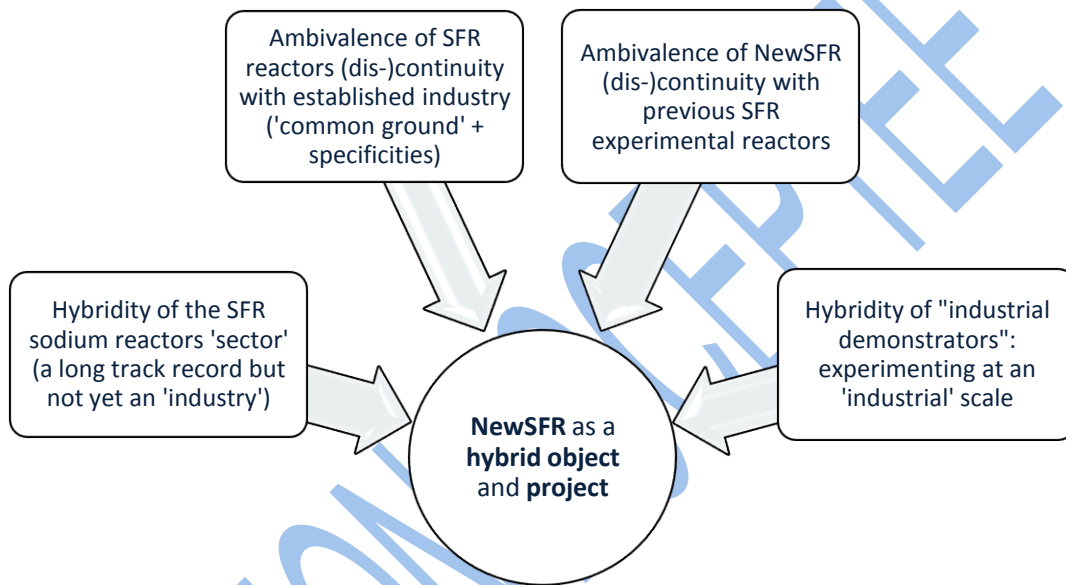 Ambivalence of SFR
reactors (dis-)continuity
with established industry
('common ground' +
specificities)
Ambivalence of NewSFR
(dis-)continuity with
previous SFR
experimental reactors
Hybridity of the SFR
sodium reactors 'sector'
(a long track record but
not yet an 'industry')
Hybridity of "industrial
demonstrators":
experimenting at an
'industrial' scale
NewSFR as a
hybrid object
and project